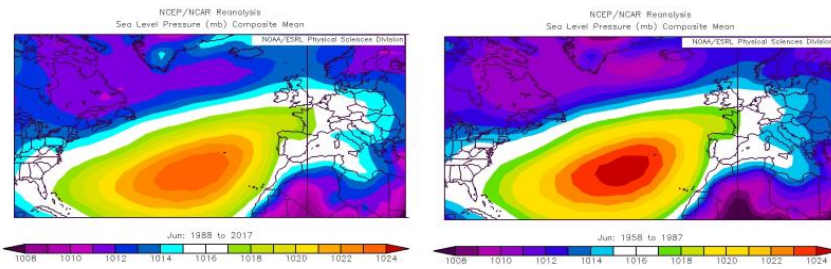 NCEP/NCAR Reanalysis
Sea Level Pressure (mb) Composite Mean
NOAA/ESRL Physical Sciences Division
Jun: 1988 to 2017
1008 1010 1012 1014 1016 1018 1020 1022 1024
NCEP/NCAR Reanalysis
Sea Level Pressure (mb) Composite Mean
NOAA/ESRL Physical Sciences Division
Jun: 1958 to 1987
1008 1010 1012 1014 1016 1018 1020 1022 1024